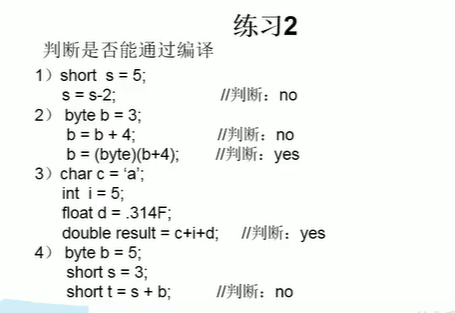 练习2
判断是否能通过编译
1）short  s = 5;
s = s-2;  //判断：no
2） byte b = 3;
b = b + 4;  //判断：no
b = (byte)(b+4);  //判断：yes
3）char c = ‘a’;
int  i = 5;
float d = .314F;
double result = c+i+d;  //判断：yes
4） byte b = 5;
short s = 3;
short t = s + b;  //判断：no